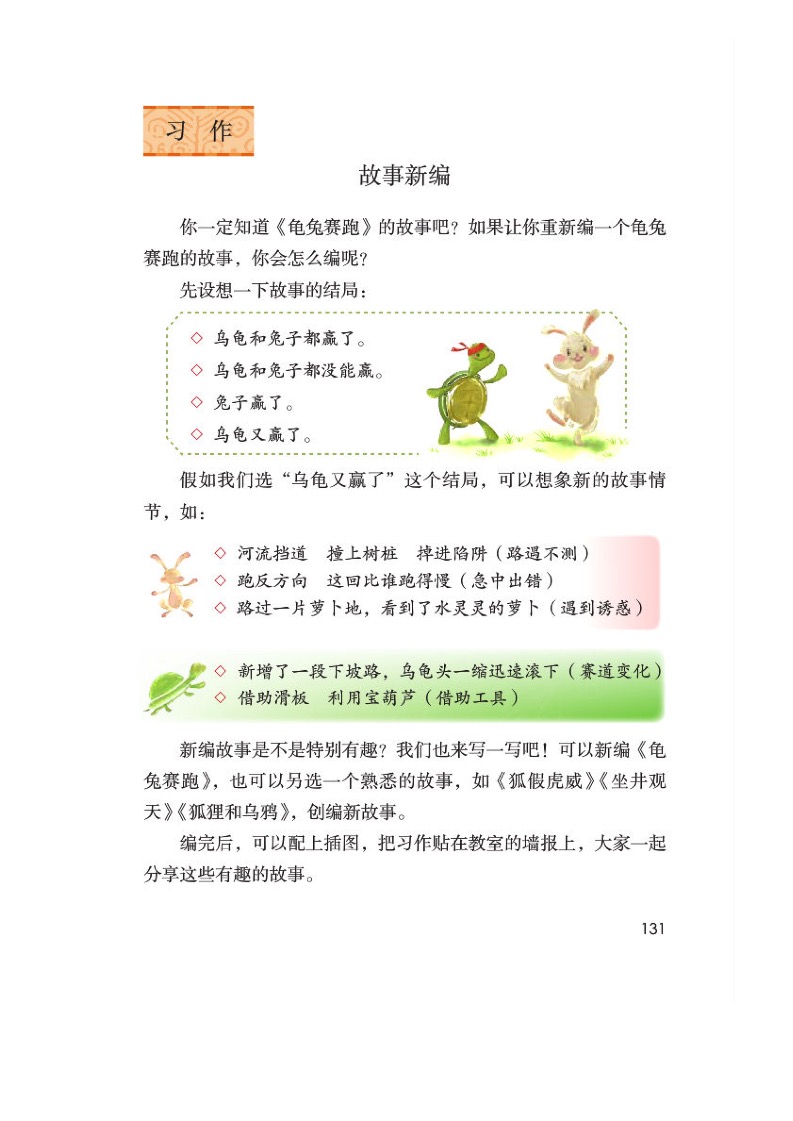 习 作
故事新编
你一定知道《龟兔赛跑》的故事吧？如果让你重新编一个龟兔
赛跑的故事，你会怎么编呢？
先设想一下故事的结局：
◇ 乌龟和兔子都赢了。
◇ 乌龟和兔子都没能赢。
◇ 兔子赢了。
◇ 乌龟又赢了。
假如我们选“乌龟又赢了”这个结局，可以想象新的故事情
节，如：
◇ 河流挡道 撞上树桩 掉进陷阱（路遇不测）
◇ 跑反方向 这回比谁跑得慢（急中出错）
◇ 路过一片萝卜地，看到了水灵灵的萝卜（遇到诱惑）
◇ 新增了一段下坡路，乌龟头一缩迅速滚下（赛道变化）
◇ 借助滑板 利用宝葫芦（借助工具）
新编故事是不是特别有趣？我们也来写一写吧！可以新编《龟
兔赛跑》，也可以另选一个熟悉的故事，如《狐假虎威》《坐井观
天》《狐狸和乌鸦》，创编新故事。
编完后，可以配上插图，把习作贴在教室的墙报上，大家一起
分享这些有趣的故事。
131